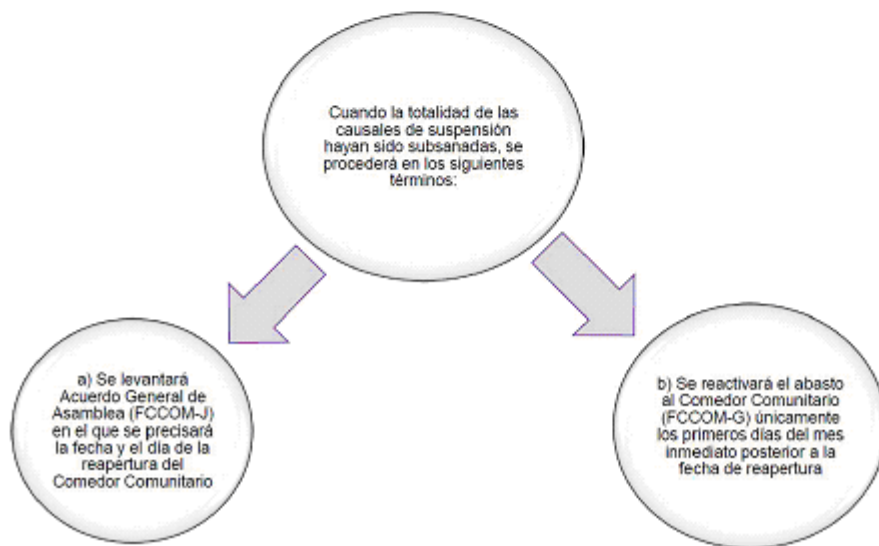 Cuando la totalidad de las
causales de suspensión
hayan sido subsanadas, se
procederá en los siguientes
términos:
a) Se levantará
Acuerdo General de
Asamblea (FCCOM-J)
en el que se precisará
la fecha y el día de la
reapertura del
Comedor Comunitario
b) Se reactivará el abasto
al Comedor Comunitario
(FCCOM-G) únicamente
los primeros días del mes
inmediato posterior a la
fecha de reapertura